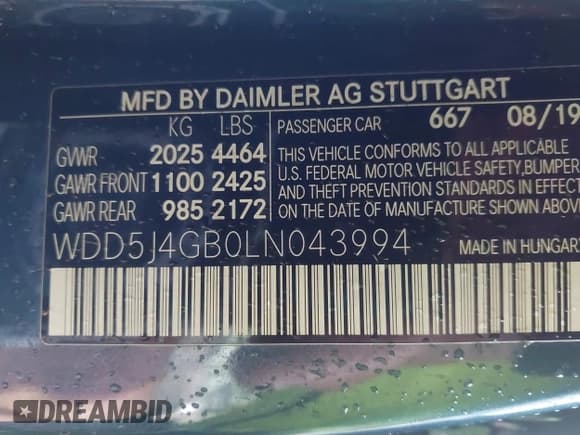 MFD BY DAIMLER AG STUTTGART
KG LBS
GVWR 2025 4464
GAWR FRONT 1100 2425
GAWR REAR 985 2172
PASSENGER CAR 667 08/19
THIS VEHICLE CONFORMS TO ALL APPLICABLE
U.S. FEDERAL MOTOR VEHICLE SAFETY, BUMPER
AND THEFT PREVENTION STANDARDS IN EFFECT
ON THE DATE OF MANUFACTURE SHOWN ABOVE
WDD5J4GB0LN043994
MADE IN HUNGAR
DREAMBID